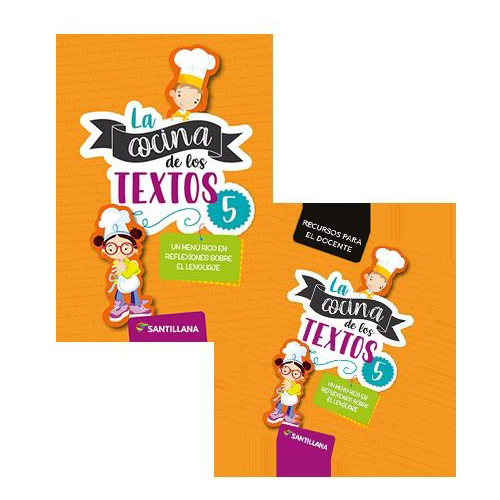 La
cocina
de los
TEXTOS
5
UN MENÚ RICO EN
REFLEXIONES SOBRE
EL LENGUAJE
SANTILLANA
RECURSOS PARA
EL DOCENTE
La
cocina
de los
TEXTOS
5
UN MENÚ RICO EN
REFLEXIONES SOBRE
EL LENGUAJE
SANTILLANA